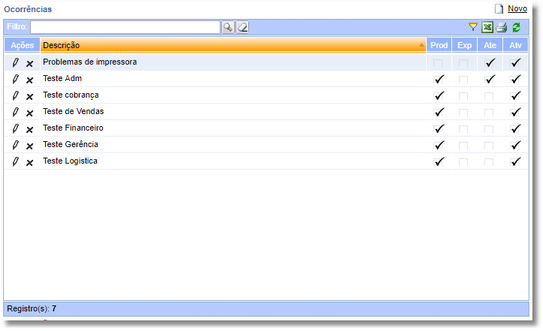 Ocorrências Novo
Filtro:
Ações Descrição Prod Exp Ate Atv
Problemas de impressora
Teste Adm
Teste cobrança
Teste de Vendas
Teste Financeiro
Teste Gerência
Teste Logistica
Registro(s): 7